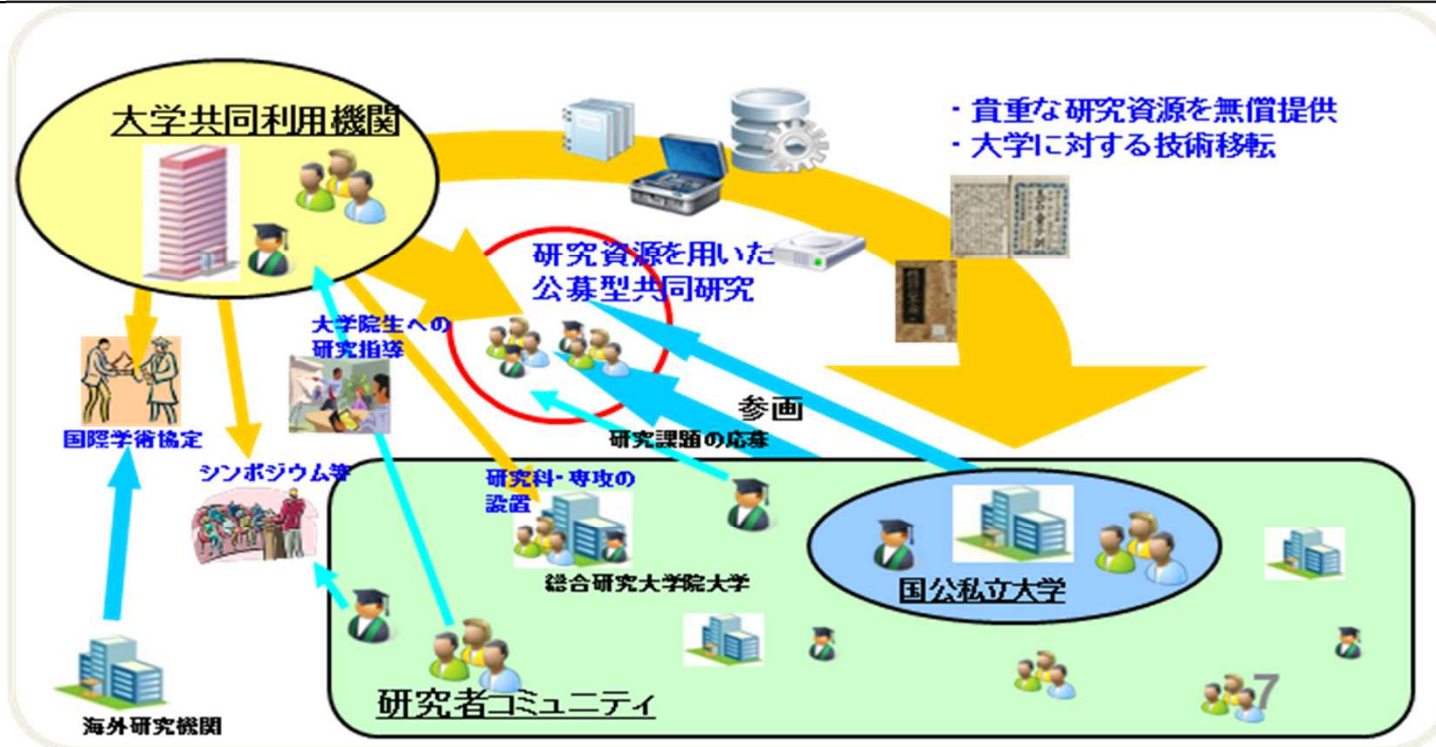 大学共同利用機関
・貴重な研究資源を無償提供
・大学に対する技術移転
研究資源を用いた
公募型共同研究
大学院生への
研究指導
参画
国際学術協定
研究課題の応募
シンポジウム等
研究科・専攻の
設置
総合研究大学院大学
国公私立大学
研究者コミュニティ
海外研究機関
7